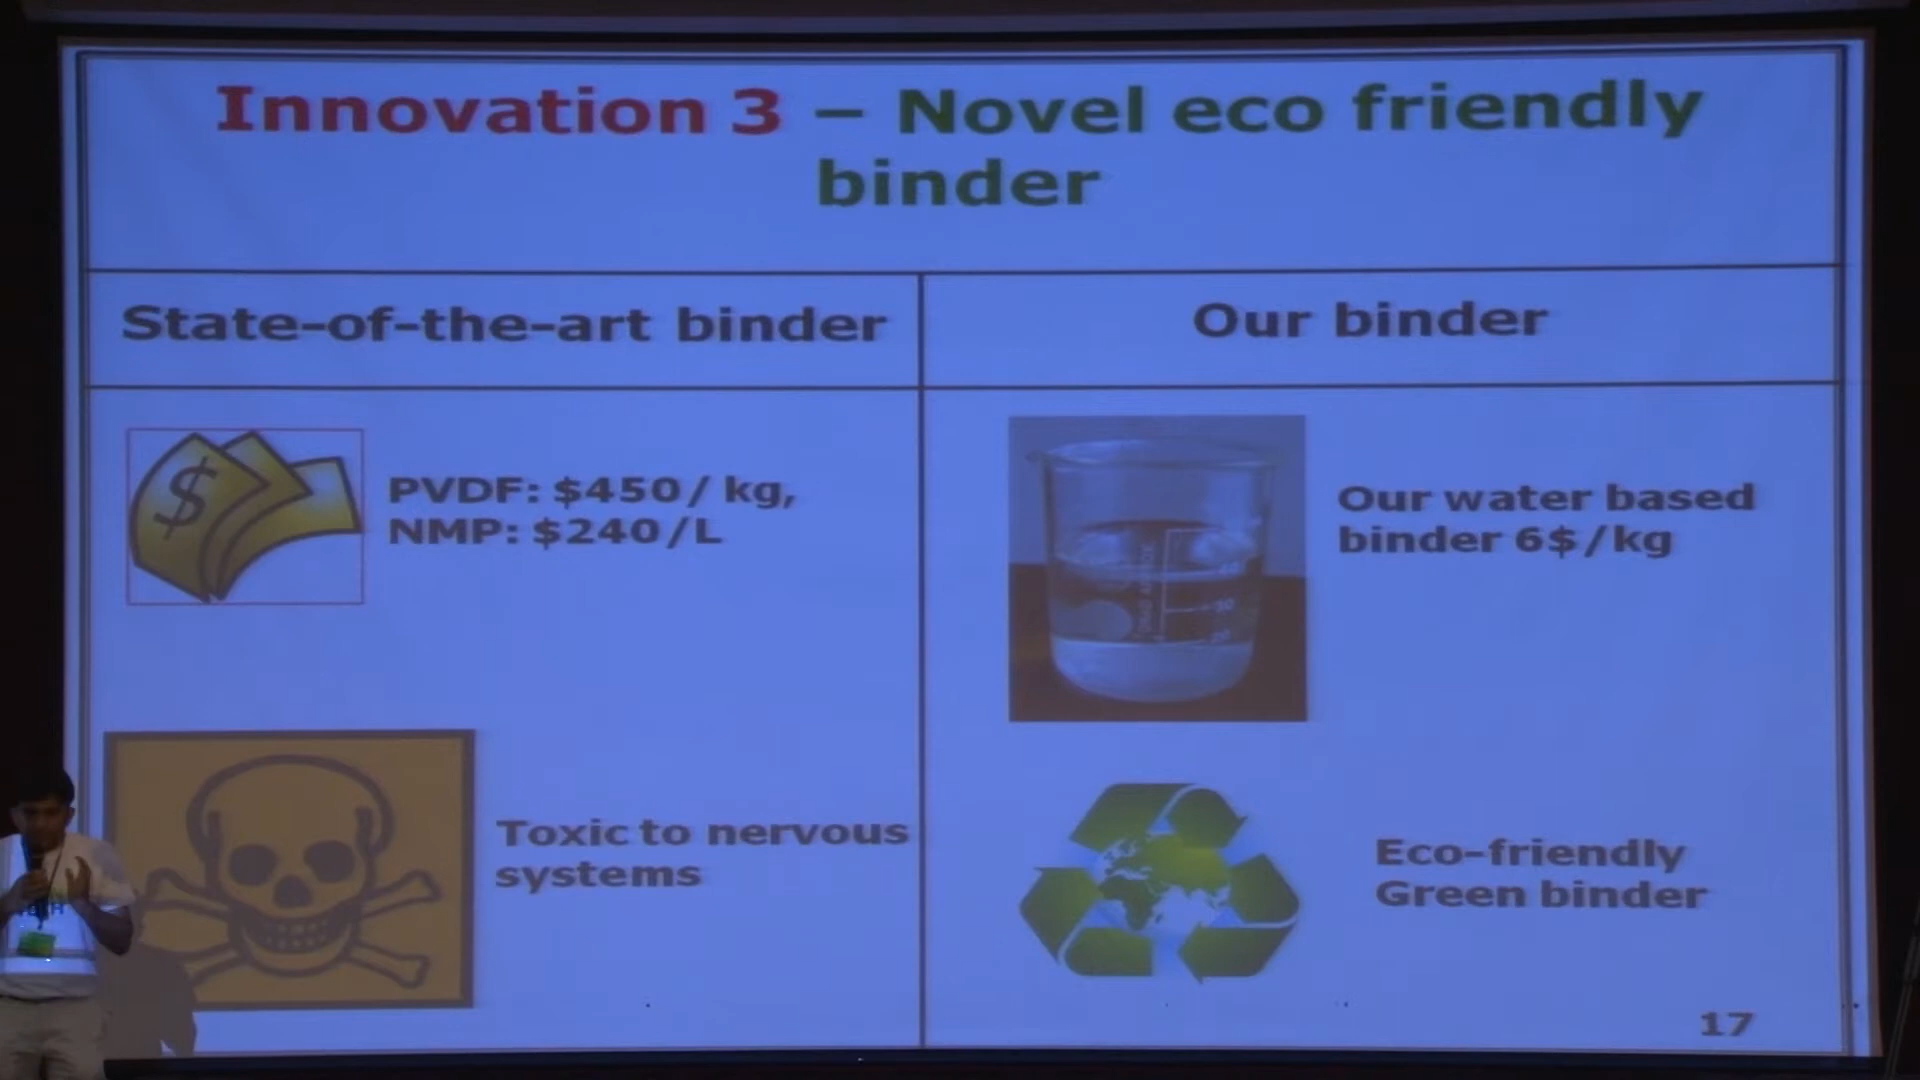 Innovation 3 – Novel eco friendly
binder
State-of-the-art binder
Our binder
$
PVDF: $450/ kg,
NMP: $240/L
Our water based
binder 6$/kg
Toxic to nervous
systems
Eco-friendly
Green binder
17